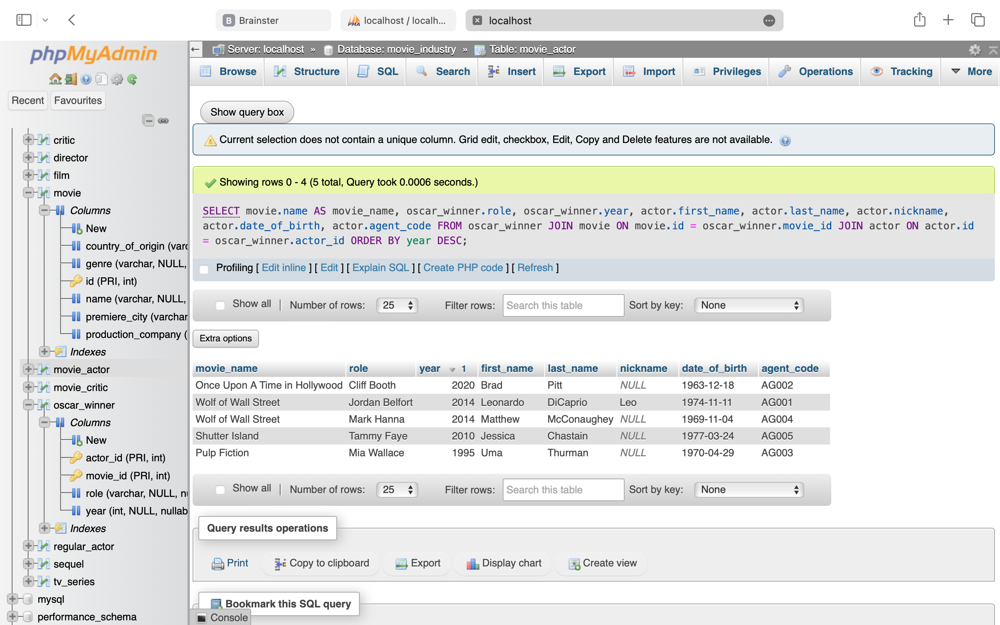 Brainster
PMA
localhost / localh...
localhost
phpMyAdmin
Recent
Favourites
critic
director
film
movie
Columns
New
country_of_origin (varc
genre (varchar, NULL,
id (PRI, int)
name (varchar, NULL,
premiere_city (varchar
production_company (
Indexes
movie_actor
movie_critic
oscar_winner
Columns
New
actor_id (PRI, int)
movie_id (PRI, int)
role (varchar, NULL, nu
year (int, NULL, nullab
Indexes
regular_actor
sequel
tv_series
mysql
performance_schema
Server: localhost » Database: movie_industry » Table: movie_actor
Browse Structure SQL Search Insert Export Import Privileges Operations Tracking More
Show query box
Current selection does not contain a unique column. Grid edit, checkbox, Edit, Copy and Delete features are not available.
Showing rows 0 - 4 (5 total, Query took 0.0006 seconds.)
SELECT movie.name AS movie_name, oscar_winner.role, oscar_winner.year, actor.first_name, actor.last_name, actor.nickname,
actor.date_of_birth, actor.agent_code FROM oscar_winner JOIN movie ON movie.id = oscar_winner.movie_id JOIN actor ON actor.id
= oscar_winner.actor_id ORDER BY year DESC;
Profiling [ Edit inline ] [ Edit ] [ Explain SQL ] [ Create PHP code ] [ Refresh ]
Show all | Number of rows: 25 Filter rows: Search this table Sort by key: None
Extra options
movie_name role year 1 first_name last_name nickname date_of_birth agent_code
Once Upon A Time in Hollywood Cliff Booth 2020 Brad Pitt NULL 1963-12-18 AG002
Wolf of Wall Street Jordan Belfort 2014 Leonardo DiCaprio Leo 1974-11-11 AG001
Wolf of Wall Street Mark Hanna 2014 Matthew McConaughey NULL 1969-11-04 AG004
Shutter Island Tammy Faye 2010 Jessica Chastain NULL 1977-03-24 AG005
Pulp Fiction Mia Wallace 1995 Uma Thurman NULL 1970-04-29 AG003
Show all | Number of rows: 25 Filter rows: Search this table Sort by key: None
Query results operations
Print Copy to clipboard Export Display chart Create view
Bookmark this SQL query
Console